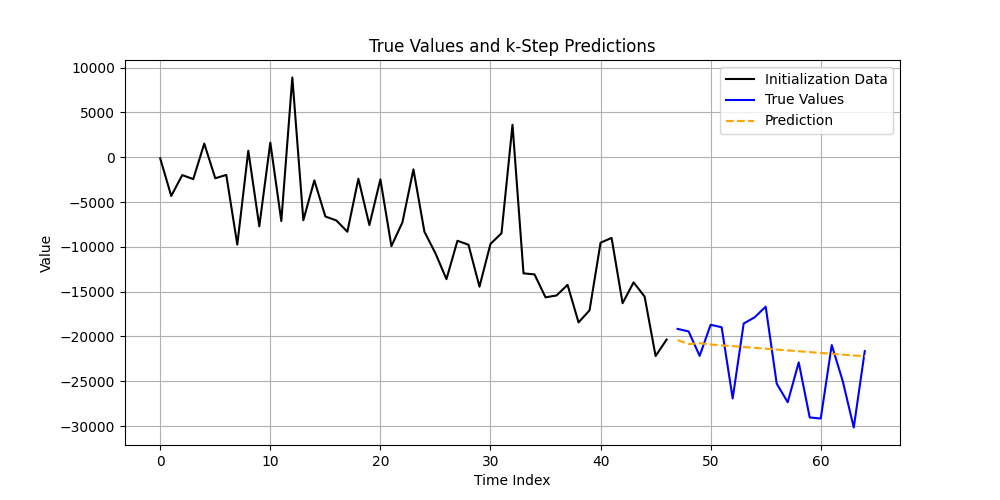 True Values and k-Step Predictions
10000
5000
0
−5000
−10000
−15000
−20000
−25000
−30000
Value
Initialization Data
True Values
Prediction
0 10 20 30 40 50 60
Time Index